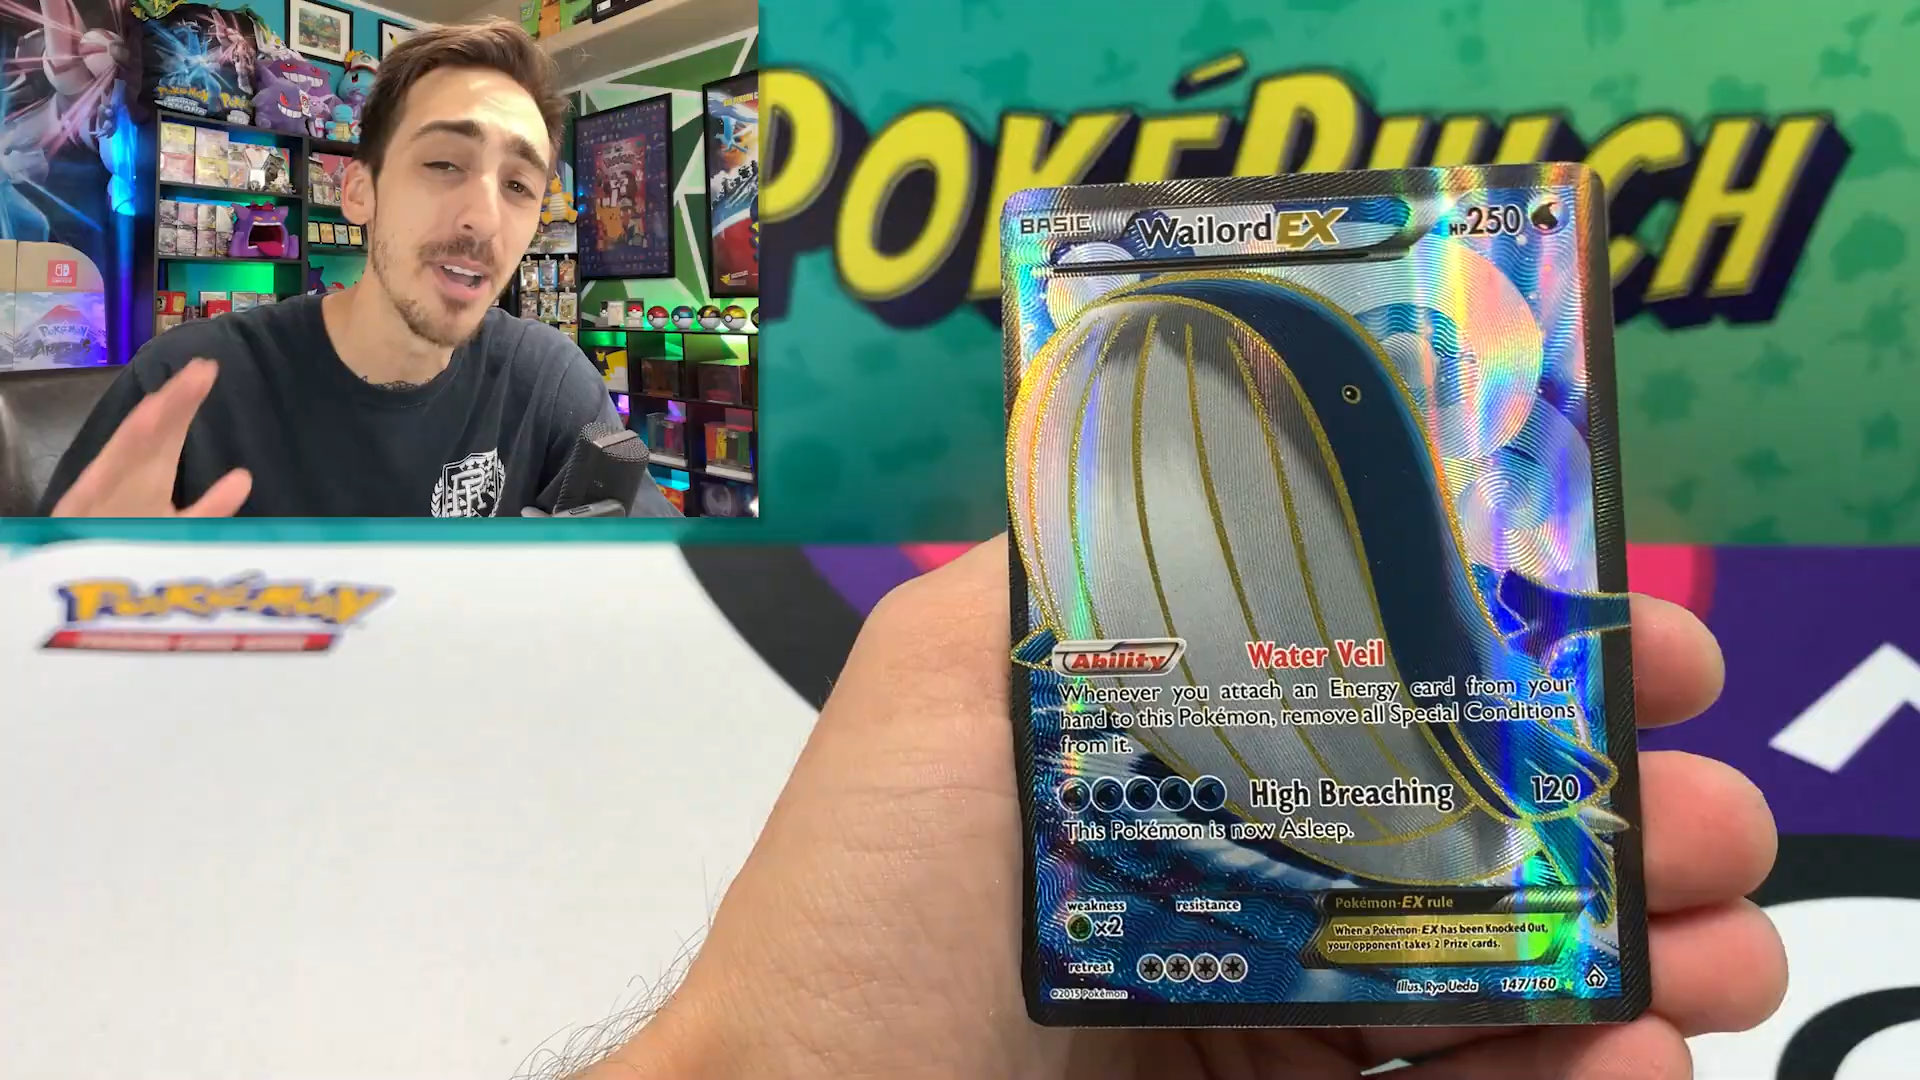 POKÉPULCH
POKÉMON
BASIC Wailord EX HP250
Ability Water Veil
Whenever you attach an Energy card from your
hand to this Pokémon, remove all Special Conditions
from it.
High Breaching 120
This Pokémon is now Asleep.
Pokémon-EX rule
When a Pokémon-EX has been Knocked Out,
your opponent takes 2 Prize cards.
weakness resistance
x2
retreat
©2015 Pokémon
Illus. Ryo Ueda 147/160